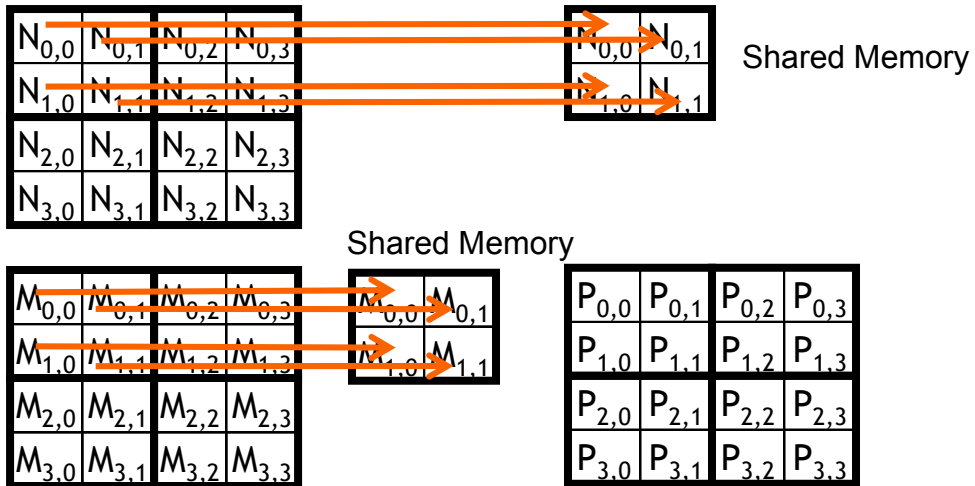 N0,0 N0,1 N0,2 N0,3 N0,0 N0,1
Shared Memory
N1,0 N1,1 N1,2 N1,3 N1,0 N1,1
N2,0 N2,1 N2,2 N2,3
N3,0 N3,1 N3,2 N3,3
Shared Memory
M0,0 M0,1 M0,2 M0,3 M0,0 M0,1 P0,0 P0,1 P0,2 P0,3
M1,0 M1,1 M1,2 M1,3 M1,0 M1,1 P1,0 P1,1 P1,2 P1,3
M2,0 M2,1 M2,2 M2,3 P2,0 P2,1 P2,2 P2,3
M3,0 M3,1 M3,2 M3,3 P3,0 P3,1 P3,2 P3,3